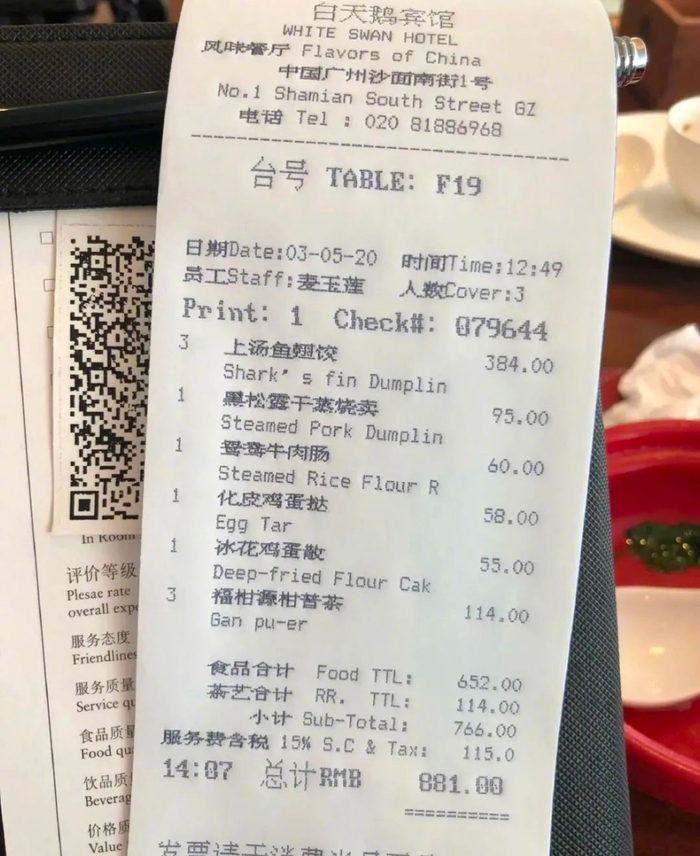 白天鹅宾馆
WHITE SWAN HOTEL
风味餐厅 Flavors of China
中国广州沙面南街1号
No.1 Shamian South Street GZ
电话 Tel : 020 81886968
台号 TABLE: F19
日期Date:03-05-20 时间Time:12:49
员工Staff:麦玉莲 人数Cover:3
Print: 1 Check#: 079644
3 上汤鱼翅饺 384.00
Shark's fin Dumplin
1 黑松露干蒸烧卖 95.00
Steamed Pork Dumplin
1 鸳鸯牛肉肠 60.00
Steamed Rice Flour R
1 化皮鸡蛋挞 58.00
Egg Tar
1 冰花鸡蛋散 55.00
Deep-fried Flour Cak
3 福柑源柑普茶 114.00
Gan pu-er
食品合计 Food TTL: 652.00
茶艺合计 RR. TTL: 114.00
小计 Sub-Total: 766.00
服务费含税 15% S.C & Tax: 115.0
14:07 总计RMB 881.00
==========
In Room
评价等级
Plesae rate
overall expe
服务态度
Friendlines
服务质量
Service qu
食品质量
Food qua
饮品质
Beverag
价格质
Value